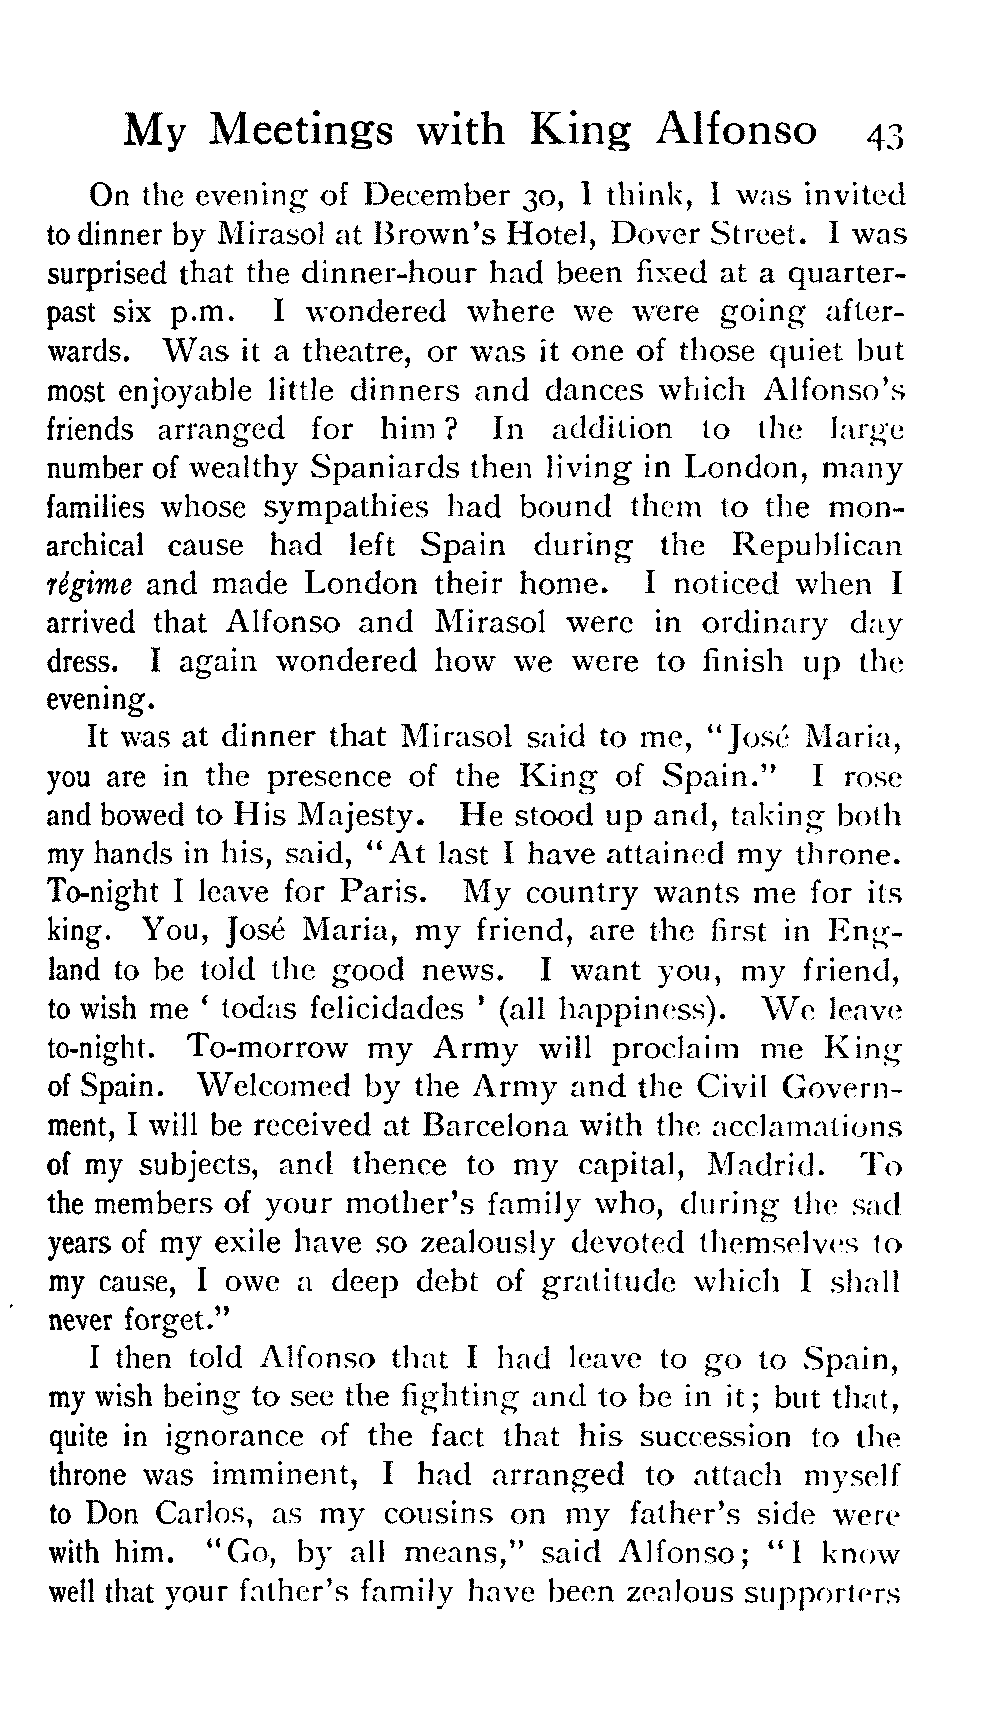 My Meetings with King Alfonso 43
On the evening of December 30, I think, I was invited
to dinner by Mirasol at Brown's Hotel, Dover Street. I was
surprised that the dinner-hour had been fixed at a quarter-
past six p.m. I wondered where we were going after-
wards. Was it a theatre, or was it one of those quiet but
most enjoyable little dinners and dances which Alfonso's
friends arranged for him? In addition to the large
number of wealthy Spaniards then living in London, many
families whose sympathies had bound them to the mon-
archical cause had left Spain during the Republican
régime and made London their home. I noticed when I
arrived that Alfonso and Mirasol were in ordinary day
dress. I again wondered how we were to finish up the
evening.
It was at dinner that Mirasol said to me, "José Maria,
you are in the presence of the King of Spain." I rose
and bowed to His Majesty. He stood up and, taking both
my hands in his, said, "At last I have attained my throne.
To-night I leave for Paris. My country wants me for its
king. You, José Maria, my friend, are the first in Eng-
land to be told the good news. I want you, my friend,
to wish me ' todas felicidades ' (all happiness). We leave
to-night. To-morrow my Army will proclaim me King
of Spain. Welcomed by the Army and the Civil Govern-
ment, I will be received at Barcelona with the acclamations
of my subjects, and thence to my capital, Madrid. To
the members of your mother's family who, during the sad
years of my exile have so zealously devoted themselves to
my cause, I owe a deep debt of gratitude which I shall
never forget."
I then told Alfonso that I had leave to go to Spain,
my wish being to see the fighting and to be in it; but that,
quite in ignorance of the fact that his succession to the
throne was imminent, I had arranged to attach myself
to Don Carlos, as my cousins on my father's side were
with him. "Go, by all means," said Alfonso; "I know
well that your father's family have been zealous supporters